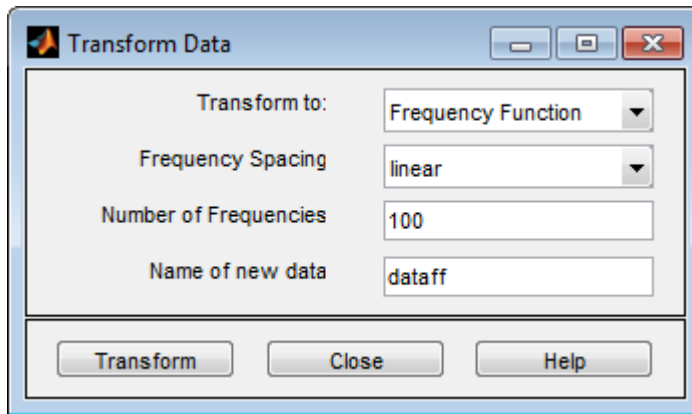 Transform Data
Transform to: Frequency Function
Frequency Spacing linear
Number of Frequencies 100
Name of new data dataff
Transform Close Help